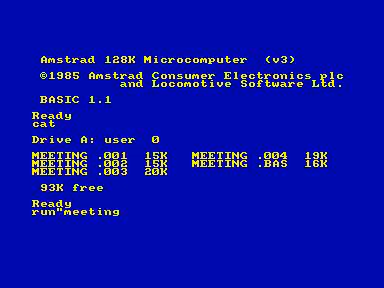 Amstrad 128K Microcomputer  (v3)
©1985 Amstrad Consumer Electronics plc
and Locomotive Software Ltd.
BASIC 1.1
Ready
cat
Drive A: user  0
MEETING .001  15K   MEETING .004  19K
MEETING .002  15K   MEETING .BAS  16K
MEETING .003  20K
93K free
Ready
run"meeting